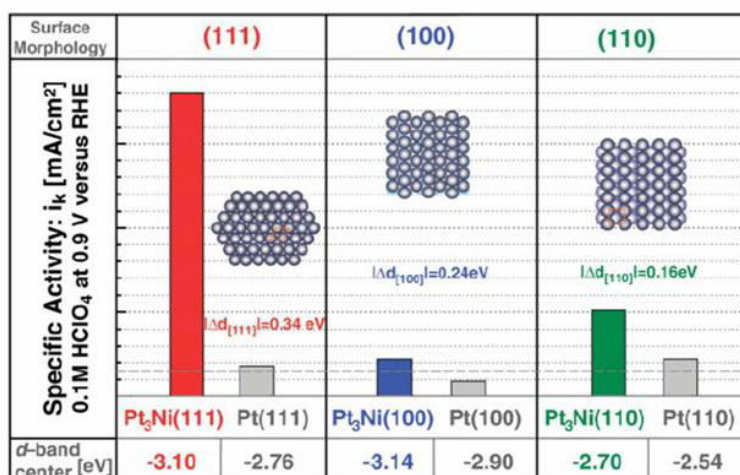 Surface
Morphology
(111)
(100)
(110)
Specific Activity: iₖ [mA/cm²]
0.1M HClO₄ at 0.9 V versus RHE
|Δd[111]|=0.34 eV
|Δd[100]|=0.24eV
|Δd[110]|=0.16eV
Pt₃Ni(111) Pt(111)
Pt₃Ni(100) Pt(100)
Pt₃Ni(110) Pt(110)
d-band
center [eV]
-3.10 -2.76
-3.14 -2.90
-2.70 -2.54